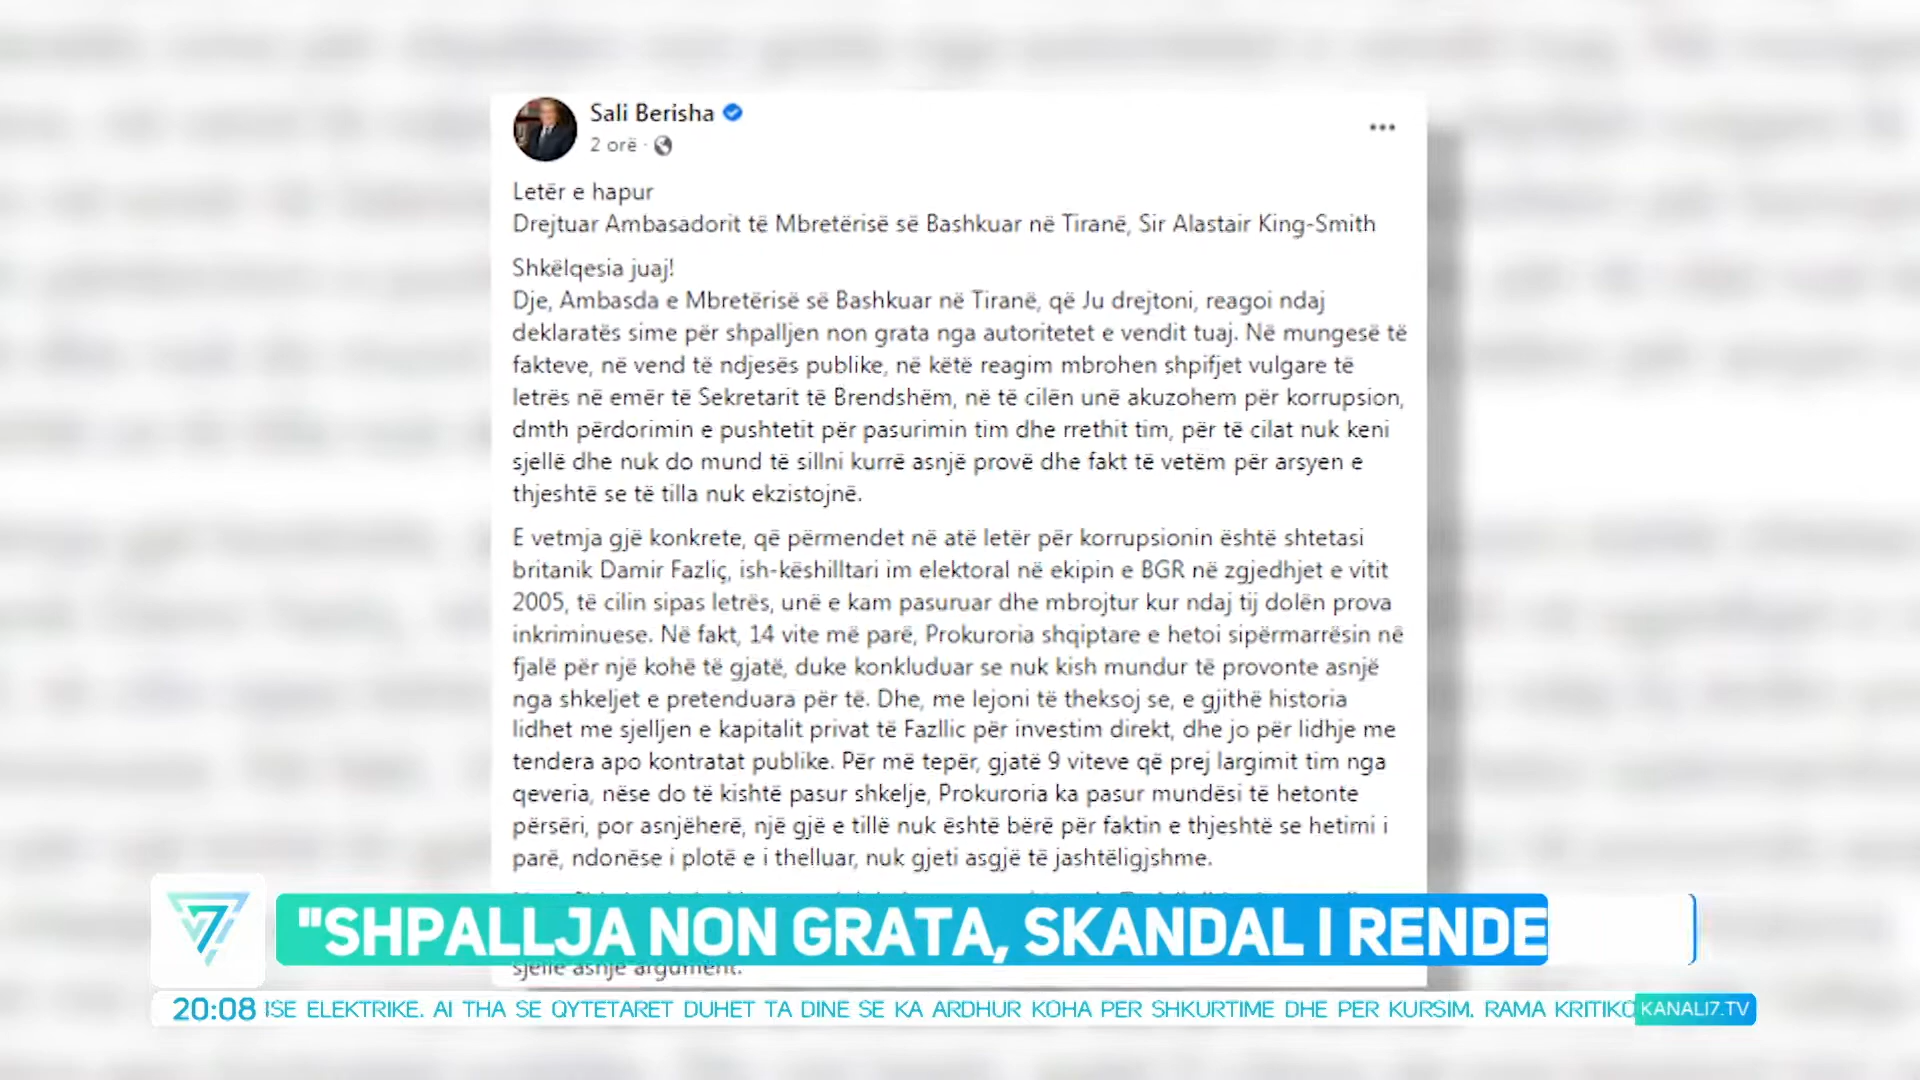 Sali Berisha
2 orë ·
Letër e hapur
Drejtuar Ambasadorit të Mbretërisë së Bashkuar në Tiranë, Sir Alastair King-Smith
Shkëlqesia juaj!
Dje, Ambasda e Mbretërisë së Bashkuar në Tiranë, që Ju drejtoni, reagoi ndaj
deklaratës sime për shpalljen non grata nga autoritetet e vendit tuaj. Në mungesë të
fakteve, në vend të ndjesës publike, në këtë reagim mbrohen shpifjet vulgare të
letrës në emër të Sekretarit të Brendshëm, në të cilën unë akuzohem për korrupsion,
dmth përdorimin e pushtetit për pasurimin tim dhe rrethit tim, për të cilat nuk keni
sjellë dhe nuk do mund të sillni kurrë asnjë provë dhe fakt të vetëm për arsyen e
thjeshtë se të tilla nuk ekzistojnë.
E vetmja gjë konkrete, që përmendet në atë letër për korrupsionin është shtetasi
britanik Damir Fazliç, ish-këshilltari im elektoral në ekipin e BGR në zgjedhjet e vitit
2005, të cilin sipas letrës, unë e kam pasuruar dhe mbrojtur kur ndaj tij dolën prova
inkriminuese. Në fakt, 14 vite më parë, Prokuroria shqiptare e hetoi sipërmarrësin në
fjalë për një kohë të gjatë, duke konkluduar se nuk kish mundur të provonte asnjë
nga shkeljet e pretenduara për të. Dhe, me lejoni të theksoj se, e gjithë historia
lidhet me sjelljen e kapitalit privat të Fazllic për investim direkt, dhe jo për lidhje me
tendera apo kontratat publike. Për më tepër, gjatë 9 viteve që prej largimit tim nga
qeveria, nëse do të kishtë pasur shkelje, Prokuroria ka pasur mundësi të hetonte
përsëri, por asnjëherë, një gjë e tillë nuk është bërë për faktin e thjeshtë se hetimi i
parë, ndonëse i plotë e i thelluar, nuk gjeti asgjë të jashtëligjshme.
"SHPALLJA NON GRATA, SKANDAL I RENDE
sjelle asnjë argument.
20:08 ISE ELEKTRIKE. AI THA SE QYTETARET DUHET TA DINE SE KA ARDHUR KOHA PER SHKURTIME DHE PER KURSIM. RAMA KRITIKO KANALI7.TV